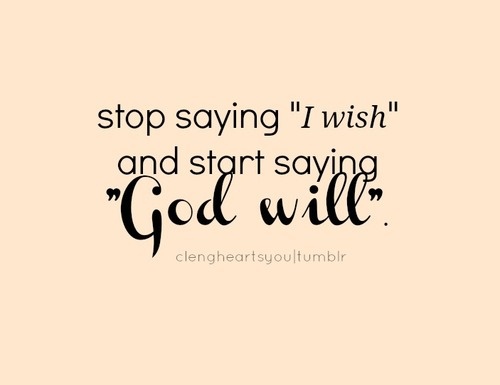 stop saying "I wish"
and start saying
"God will".
clengheartsyou|tumblr